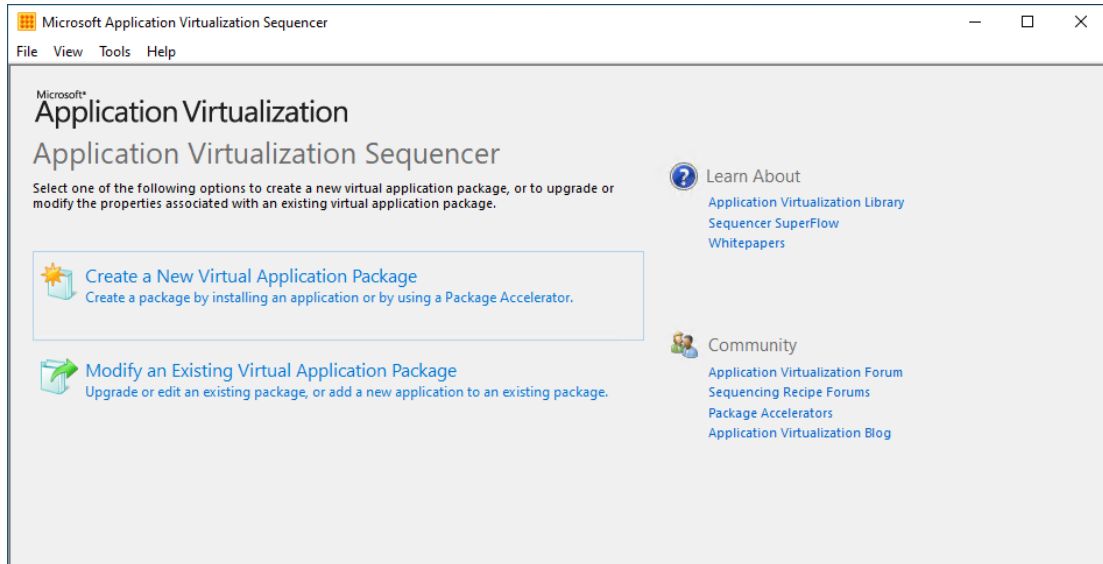 Microsoft Application Virtualization Sequencer
File View Tools Help
Microsoft®
Application Virtualization
Application Virtualization Sequencer
Select one of the following options to create a new virtual application package, or to upgrade or
modify the properties associated with an existing virtual application package.
Create a New Virtual Application Package
Create a package by installing an application or by using a Package Accelerator.
Modify an Existing Virtual Application Package
Upgrade or edit an existing package, or add a new application to an existing package.
Learn About
Application Virtualization Library
Sequencer SuperFlow
Whitepapers
Community
Application Virtualization Forum
Sequencing Recipe Forums
Package Accelerators
Application Virtualization Blog